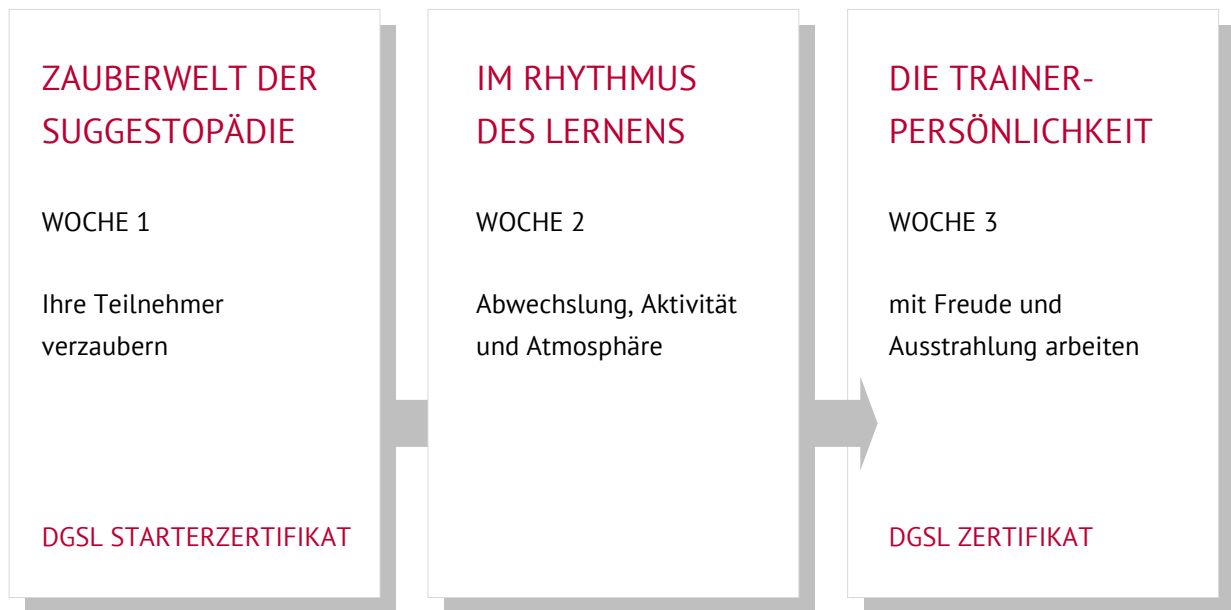 ZAUBERWELT DER
SUGGESTOPÄDIE
WOCHE 1
Ihre Teilnehmer
verzaubern
DGSL STARTERZERTIFIKAT
IM RHYTHMUS
DES LERNENS
WOCHE 2
Abwechslung, Aktivität
und Atmosphäre
DIE TRAINER-
PERSÖNLICHKEIT
WOCHE 3
mit Freude und
Ausstrahlung arbeiten
DGSL ZERTIFIKAT